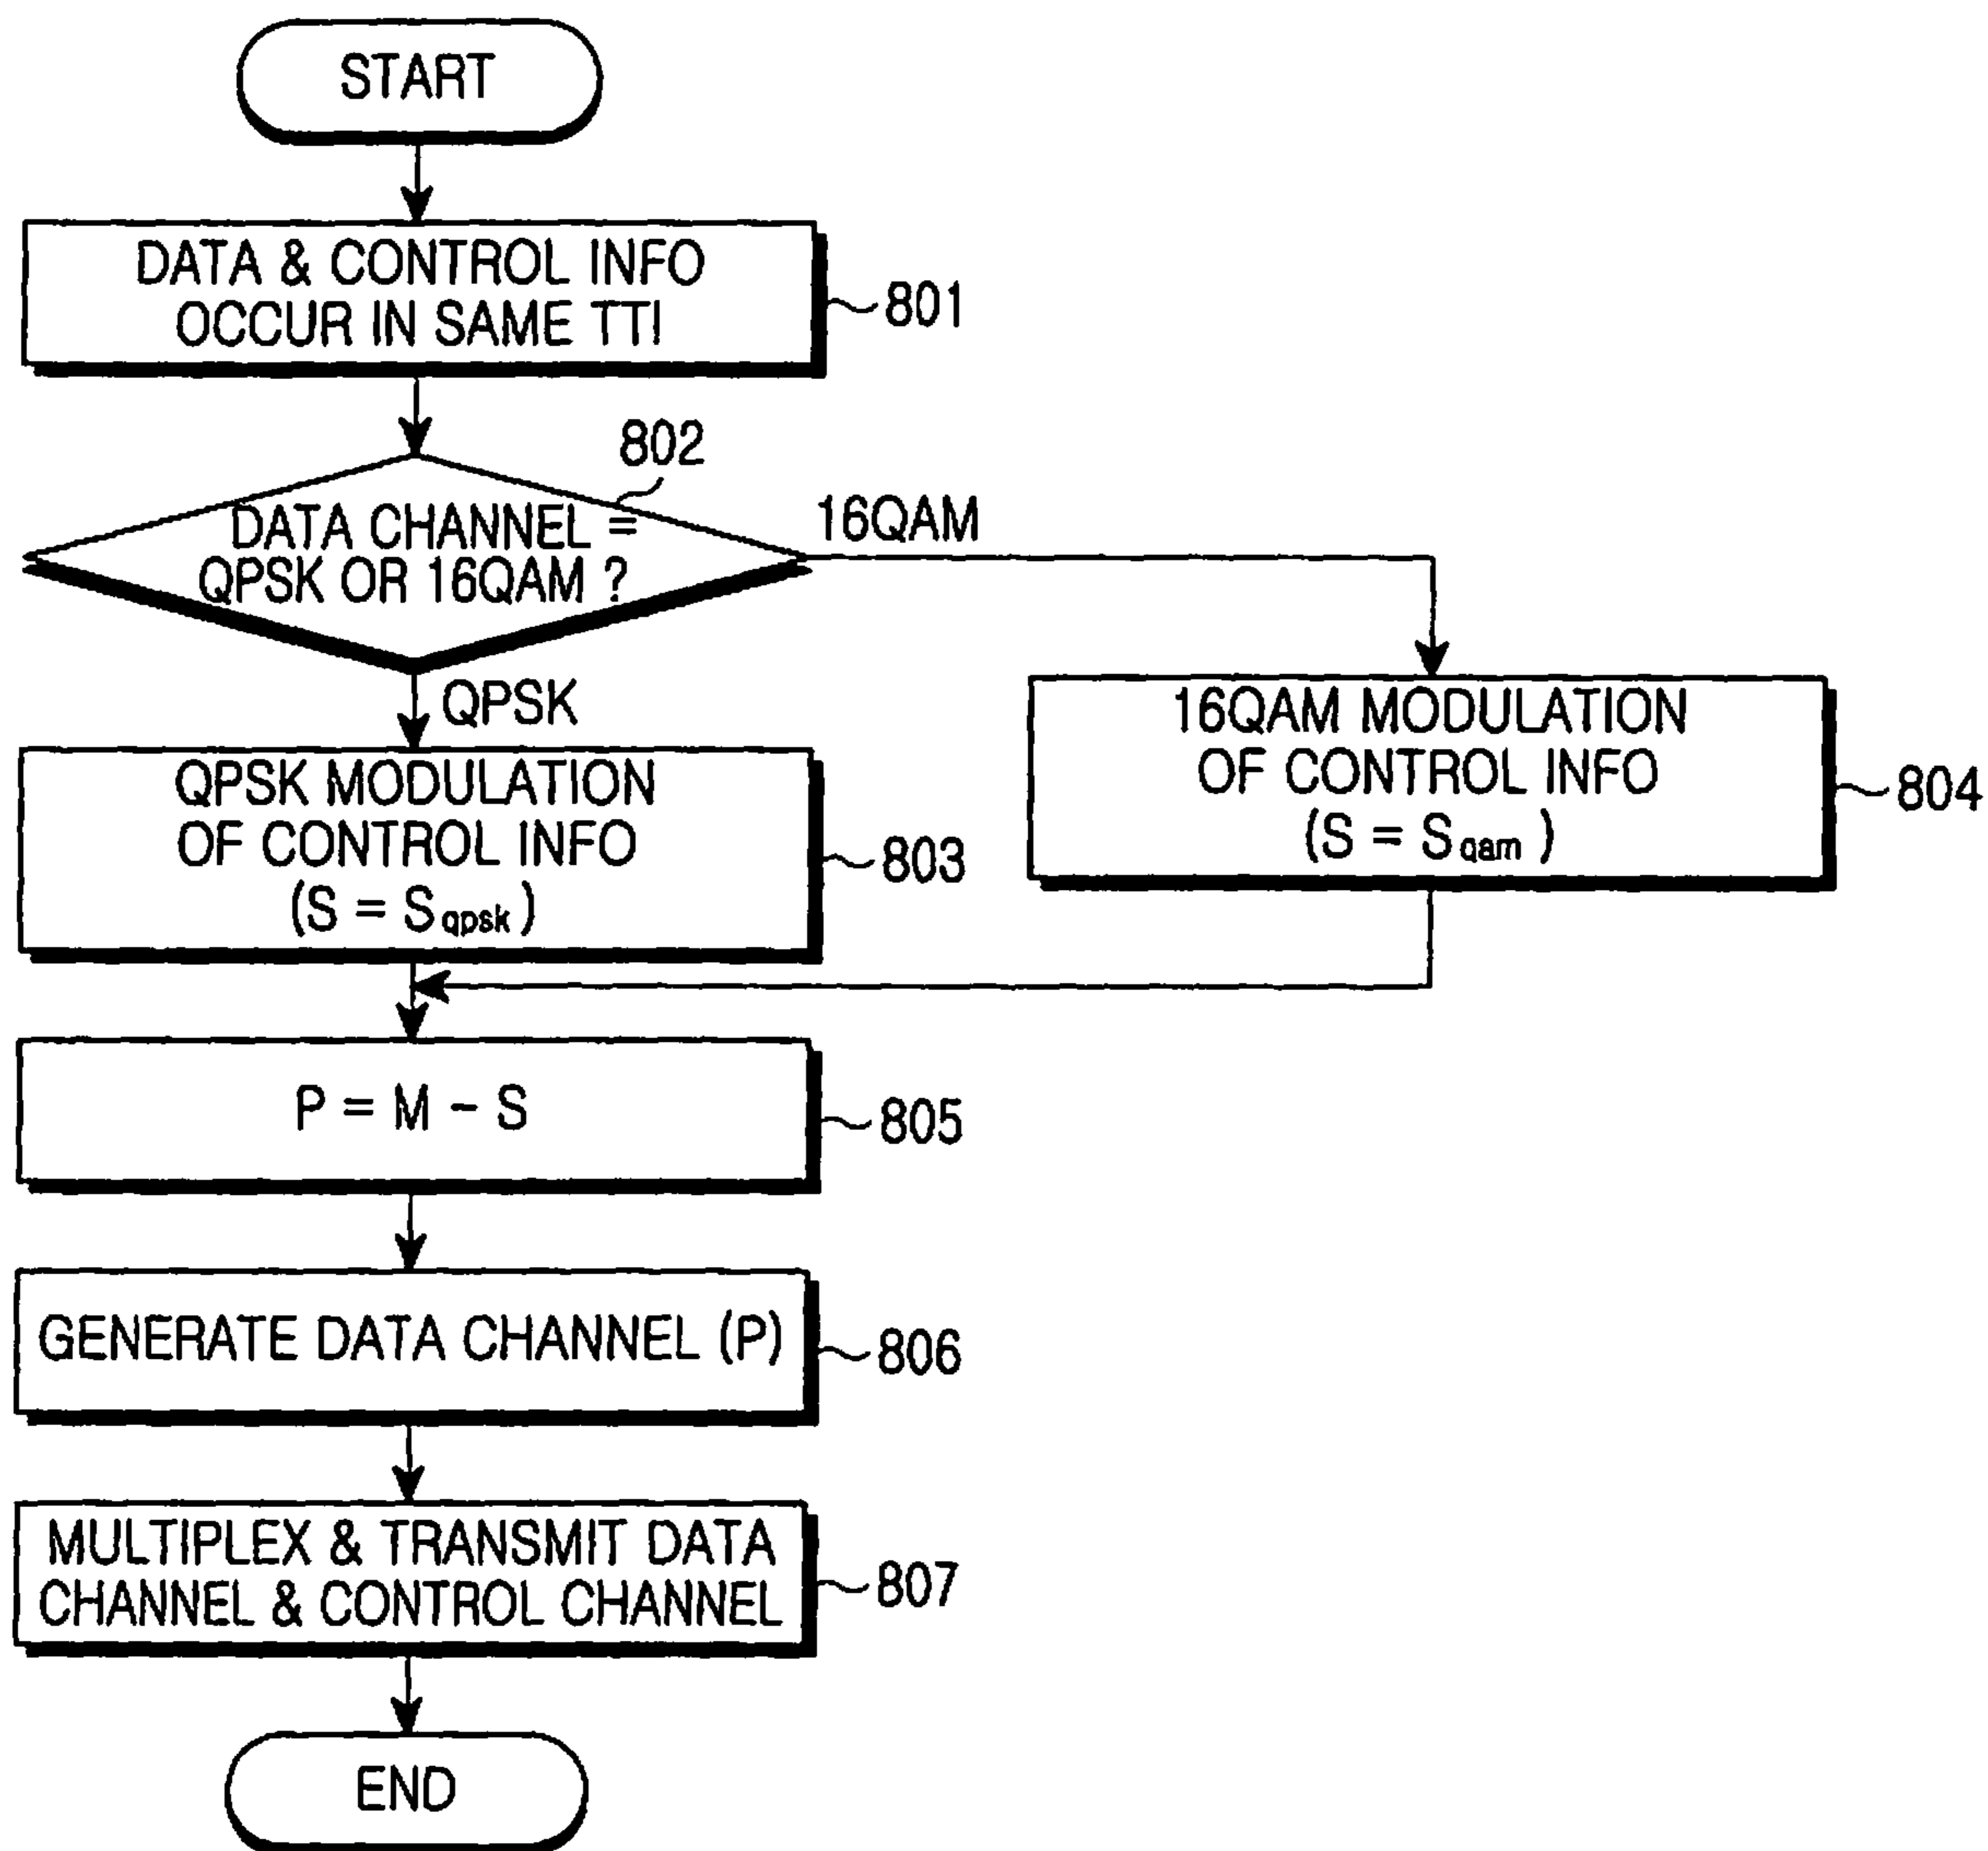 START
DATA & CONTROL INFO
OCCUR IN SAME TTI
801
802
DATA CHANNEL =
QPSK OR 16QAM ?
16QAM
QPSK
QPSK MODULATION
OF CONTROL INFO
(S = Sqpsk)
803
16QAM MODULATION
OF CONTROL INFO
(S = Sqam)
804
P = M - S
805
GENERATE DATA CHANNEL (P)
806
MULTIPLEX & TRANSMIT DATA
CHANNEL & CONTROL CHANNEL
807
END